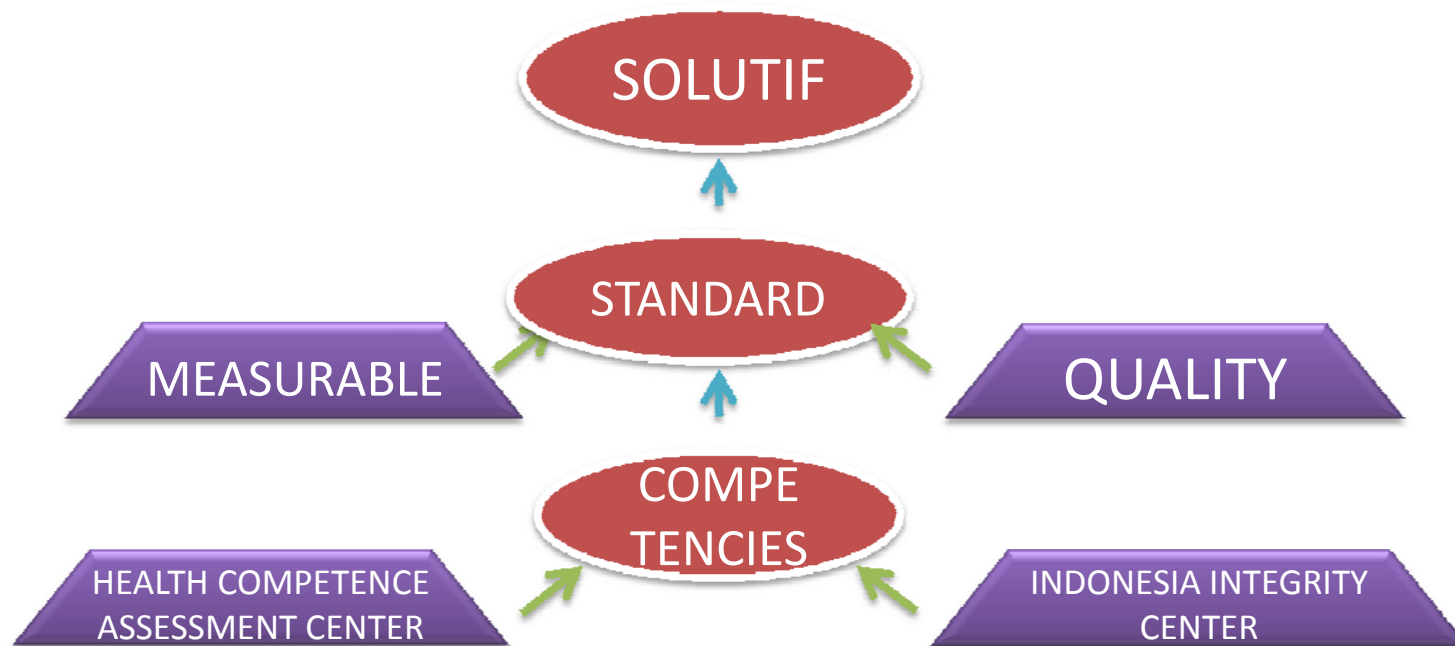 SOLUTIF
STANDARD
MEASURABLE
QUALITY
COMPE
TENCIES
HEALTH COMPETENCE
ASSESSMENT CENTER
INDONESIA INTEGRITY
CENTER